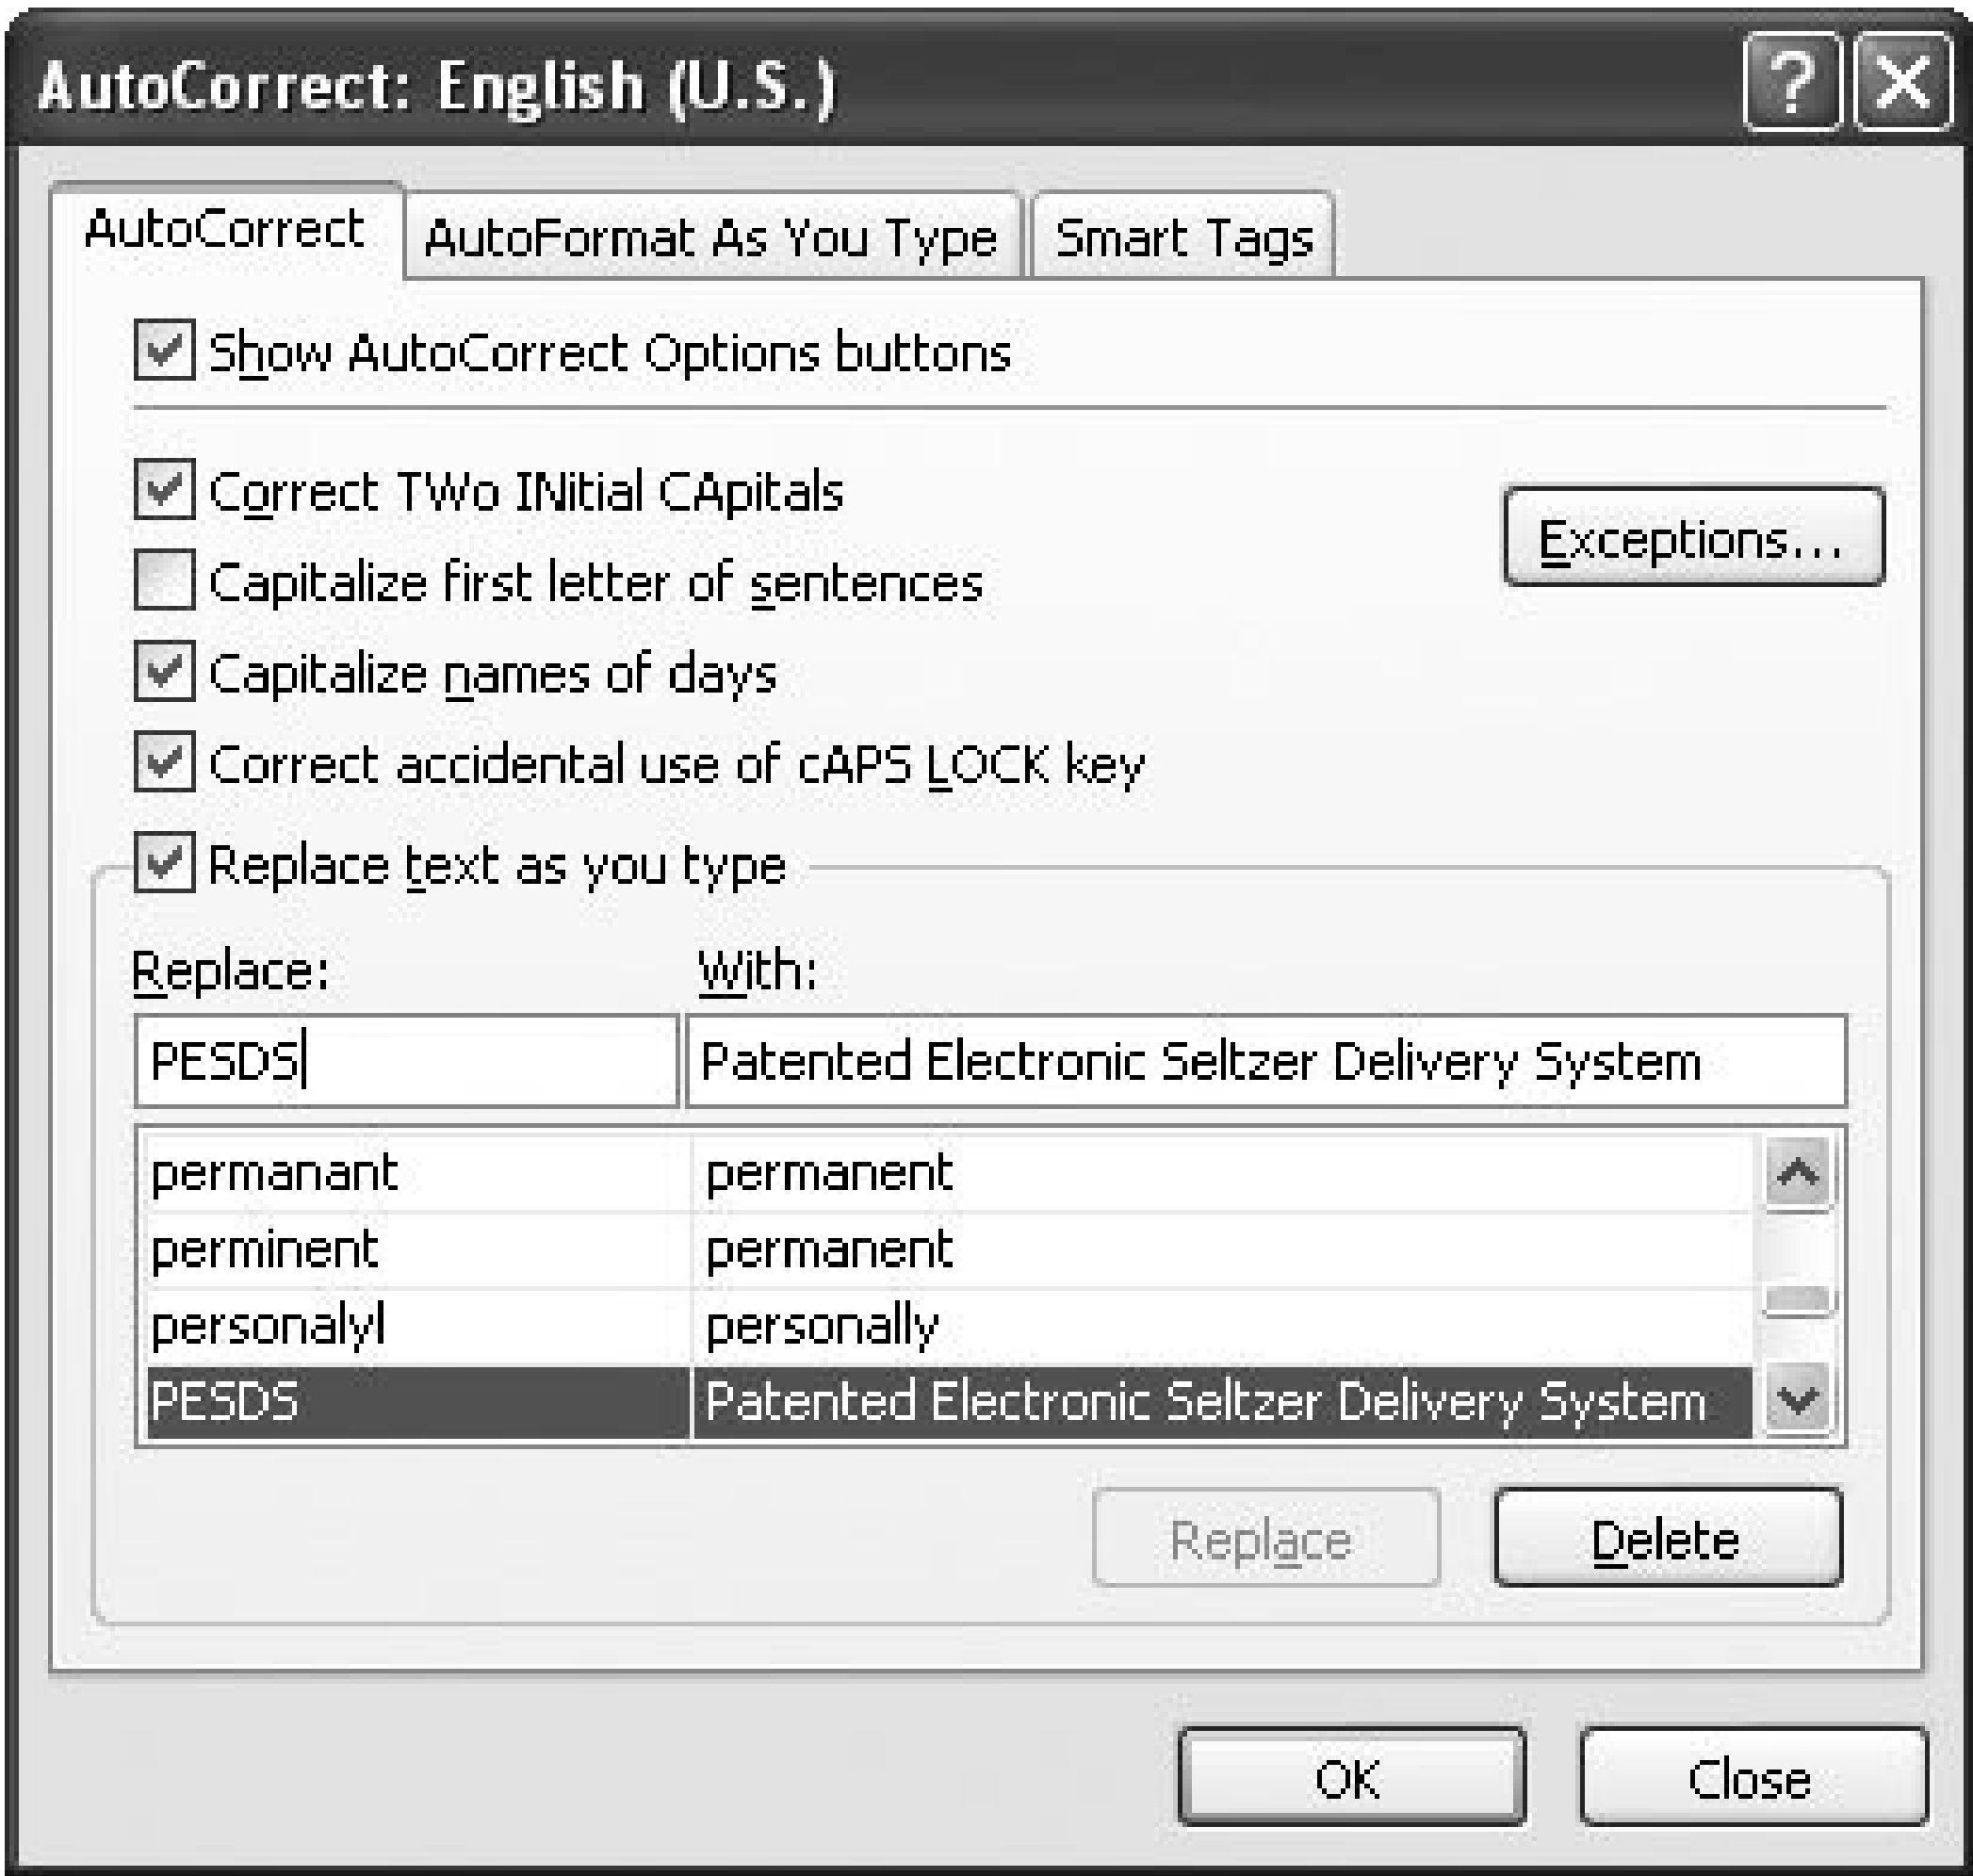 AutoCorrect: English (U.S.)
AutoCorrect AutoFormat As You Type Smart Tags
Show AutoCorrect Options buttons
Correct TWo INitial CApitals
Exceptions...
Capitalize first letter of sentences
Capitalize names of days
Correct accidental use of cAPS LOCK key
Replace text as you type
Replace: With:
PESDS Patented Electronic Seltzer Delivery System
permanant permanent
perminent permanent
personalyl personally
PESDS Patented Electronic Seltzer Delivery System
Replace Delete
OK Close